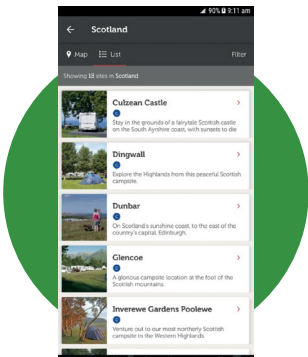 90% 9:11 am
Scotland
Map List Filter
Showing 18 sites in Scotland
Culzean Castle
Stay in the grounds of a fairytale Scottish castle
on the South Ayrshire coast, with sunsets to die
Dingwall
Explore the Highlands from this peaceful Scottish
campsite.
Dunbar
On Scotland's sunshine coast, to the east of the
country's capital, Edinburgh.
Glencoe
A glorious campsite location at the foot of the
Scottish mountains.
Inverewe Gardens Poolewe
Venture out to our most northerly Scottish
campsite in the Western Highlands.